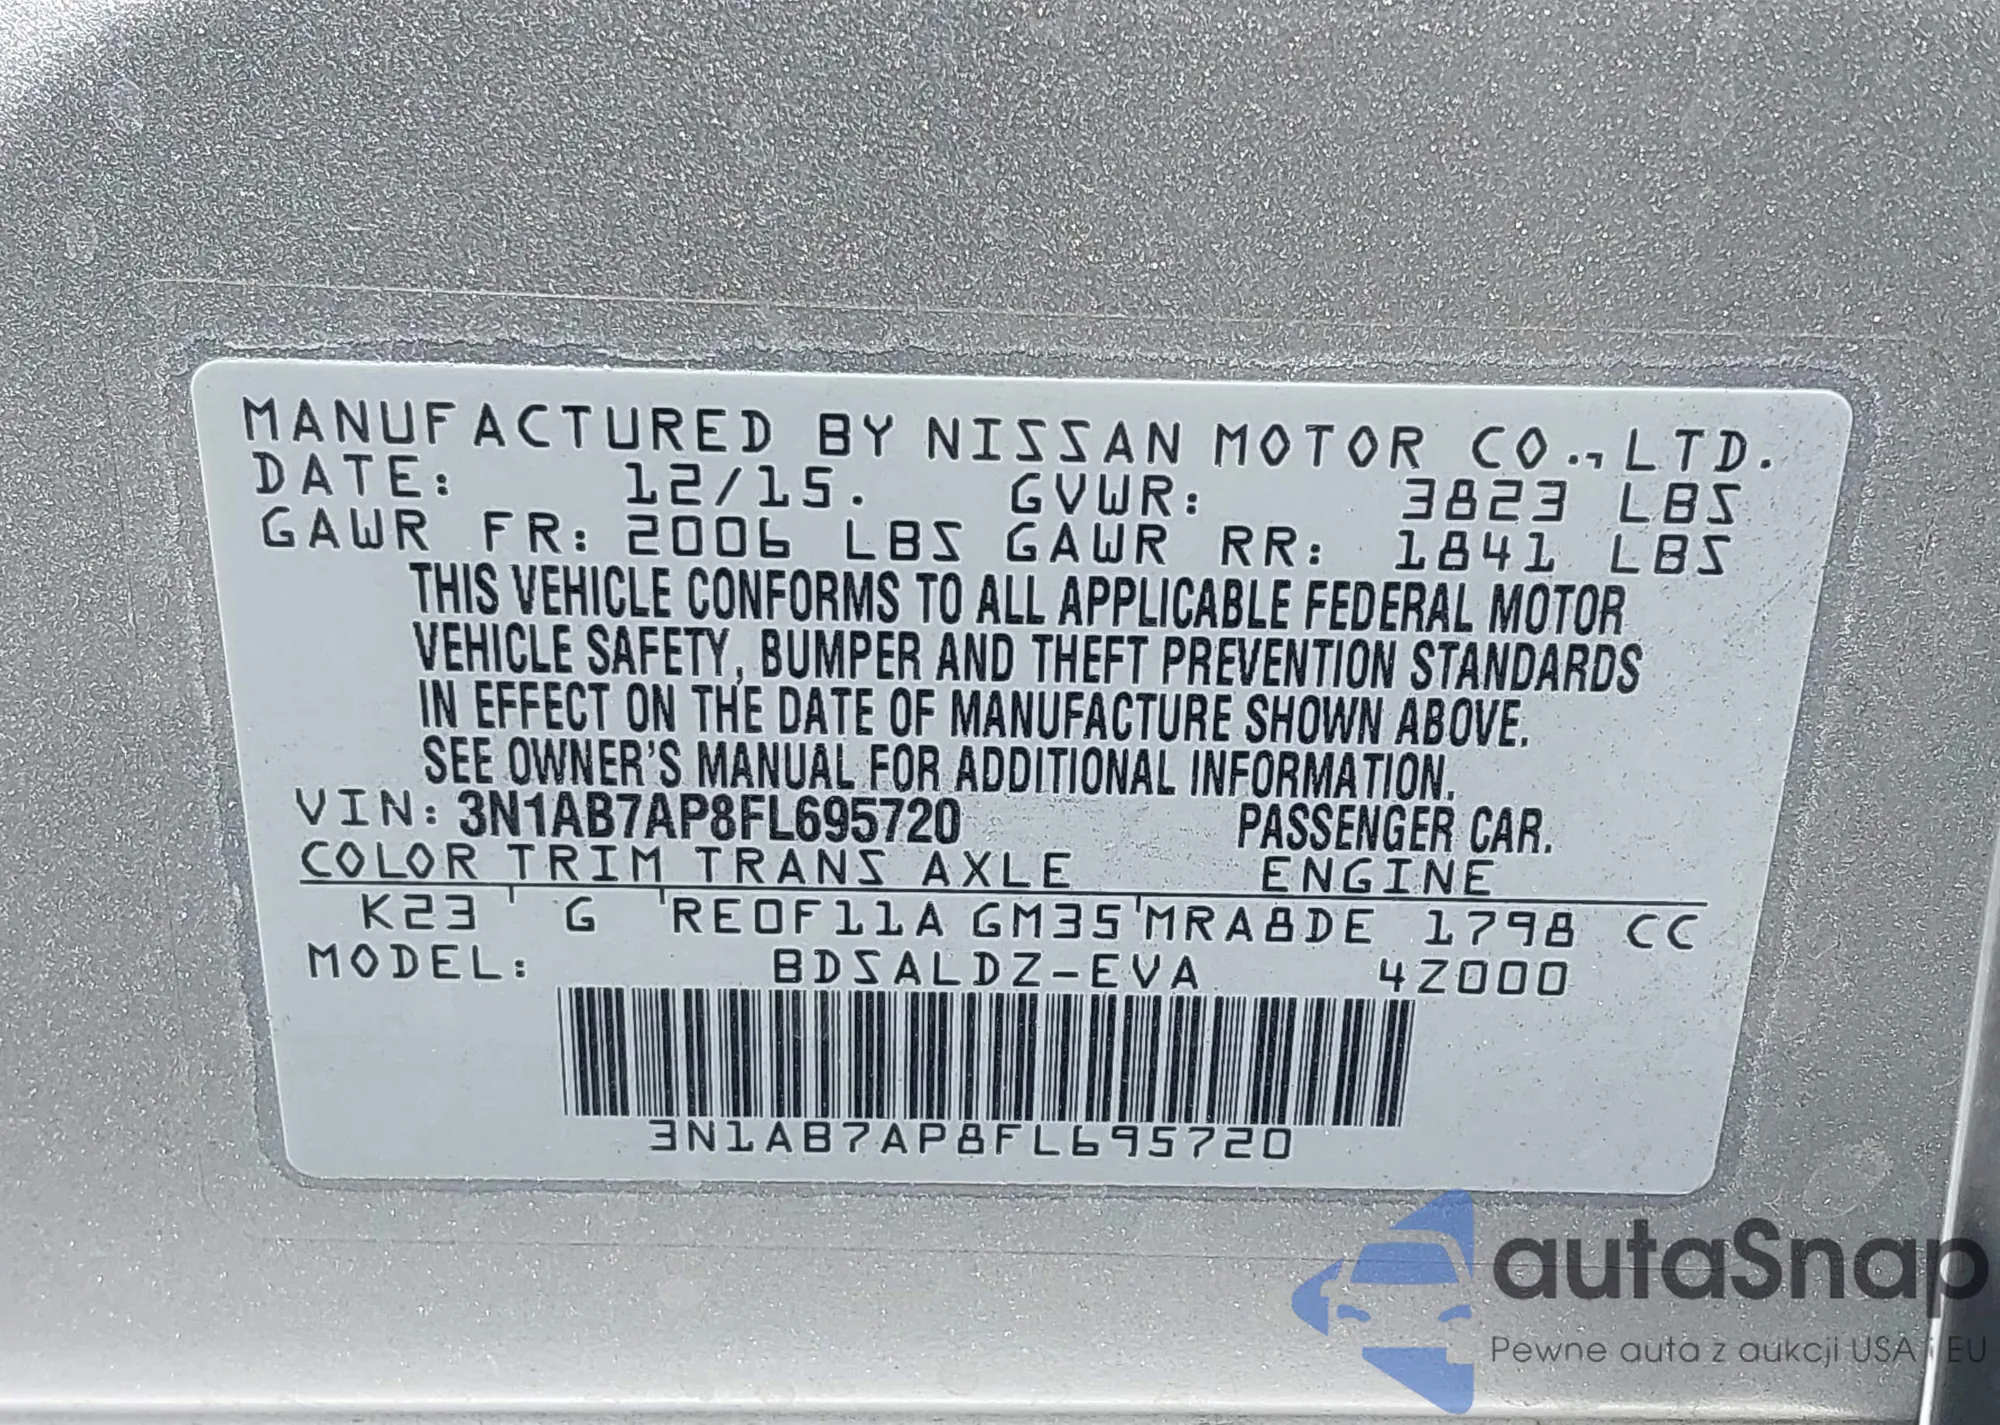 MANUFACTURED BY NISSAN MOTOR CO., LTD.
DATE: 12/15. GVWR: 3823 LBS
GAWR FR: 2006 LBS GAWR RR: 1841 LBS
THIS VEHICLE CONFORMS TO ALL APPLICABLE FEDERAL MOTOR
VEHICLE SAFETY, BUMPER AND THEFT PREVENTION STANDARDS
IN EFFECT ON THE DATE OF MANUFACTURE SHOWN ABOVE.
SEE OWNER'S MANUAL FOR ADDITIONAL INFORMATION.
VIN: 3N1AB7AP8FL695720 PASSENGER CAR.
COLOR TRIM TRANS AXLE ENGINE
K23 G RE0F11A GM35 MRA8DE 1798 CC
MODEL: BDSALDZ-EVA 4Z000
3N1AB7AP8FL695720
autaSnap
Pewne auta z aukcji USA i EU